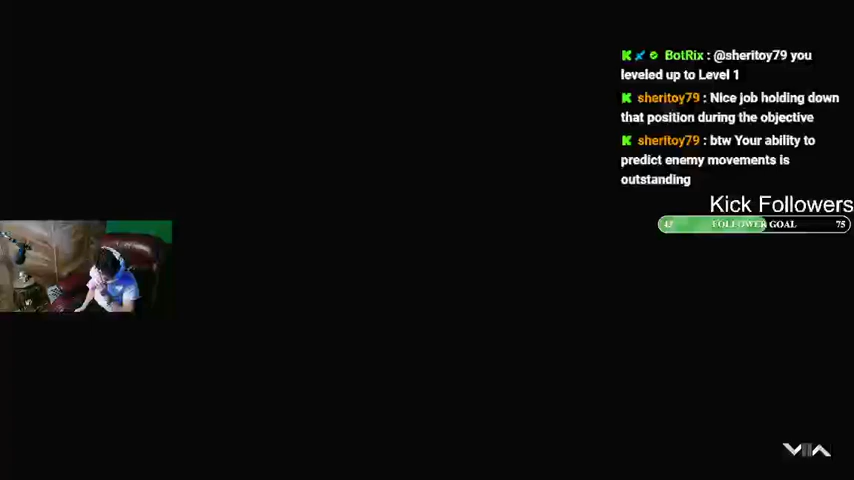 BotRix : @sheritoy79 you
leveled up to Level 1
sheritoy79 : Nice job holding down
that position during the objective
sheritoy79 : btw Your ability to
predict enemy movements is
outstanding
Kick Followers
FOLLOWER GOAL 75